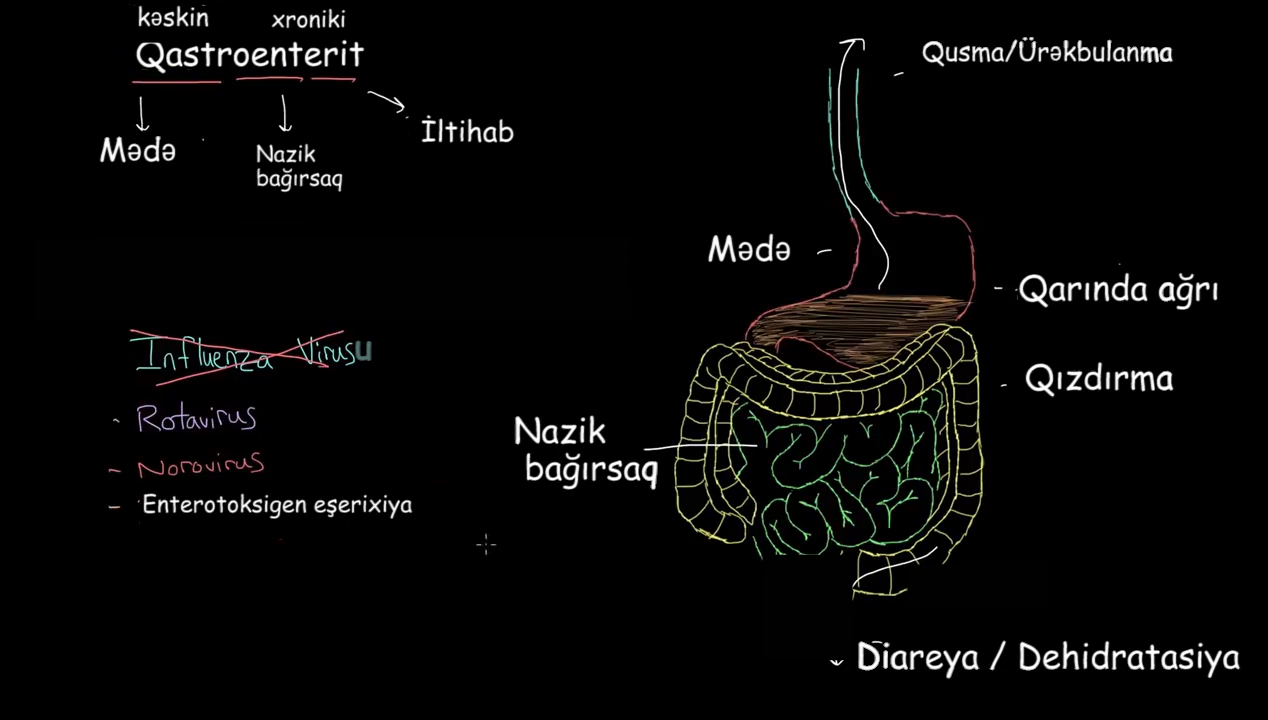 kəskin xroniki
Qastroenterit
Mədə
Nazik
bağırsaq
İltihab
Influenza Virusu
- Rotavirus
- Norovirus
- Enterotoksigen eşerixiya
Qusma/Ürəkbulanma
Mədə
- Qarında ağrı
- Qızdırma
Nazik
bağırsaq
Diareya / Dehidratasiya